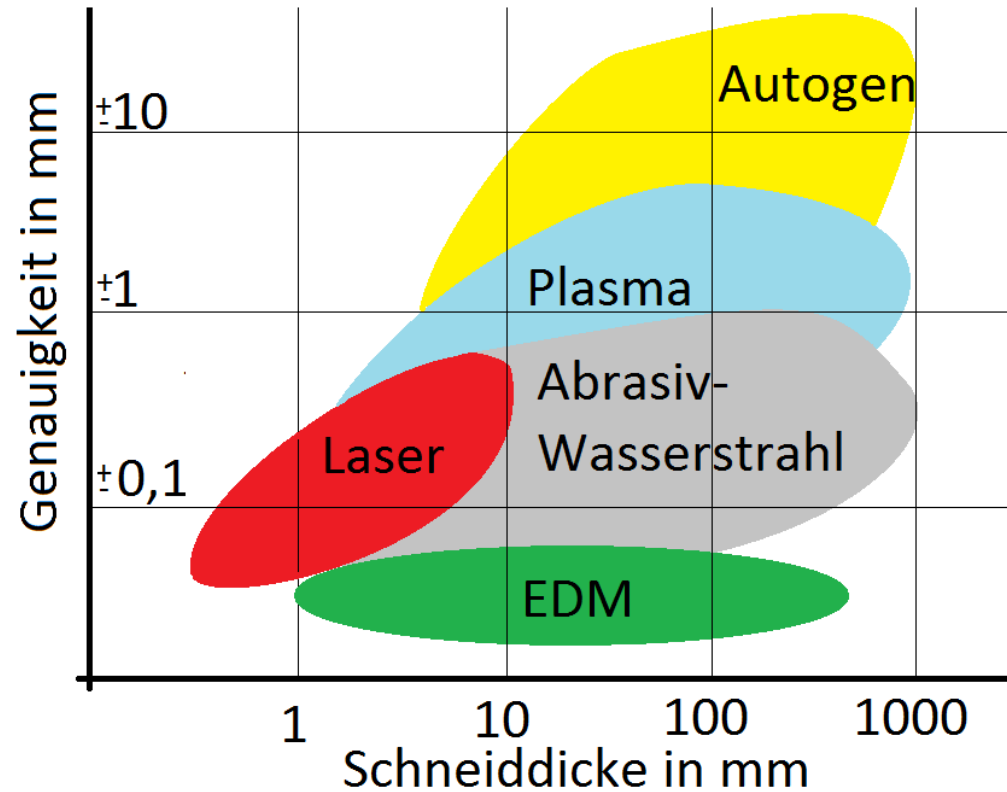 Genauigkeit in mm
±10
±1
±0,1
Autogen
Plasma
Abrasiv-
Wasserstrahl
Laser
EDM
1 10 100 1000
Schneiddicke in mm